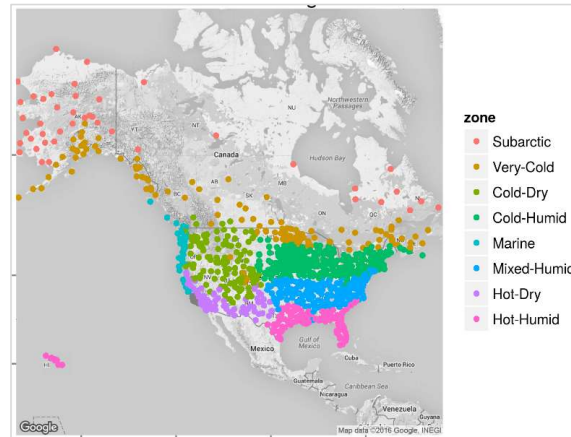 zone
Subarctic
Very-Cold
Cold-Dry
Cold-Humid
Marine
Mixed-Humid
Hot-Dry
Hot-Humid
NU
Northwestern
Passages
YT
NT
Canada
Hudson Bay
BC
AB
SK
MB
ON
QC
Mexico
Gulf of
Mexico
Cuba
Puerto Rico
Guatemala
Caribbean Sea
Nicaragua
Venezuela
Guyana
HI
Google
Map data ©2016 Google, INEGI